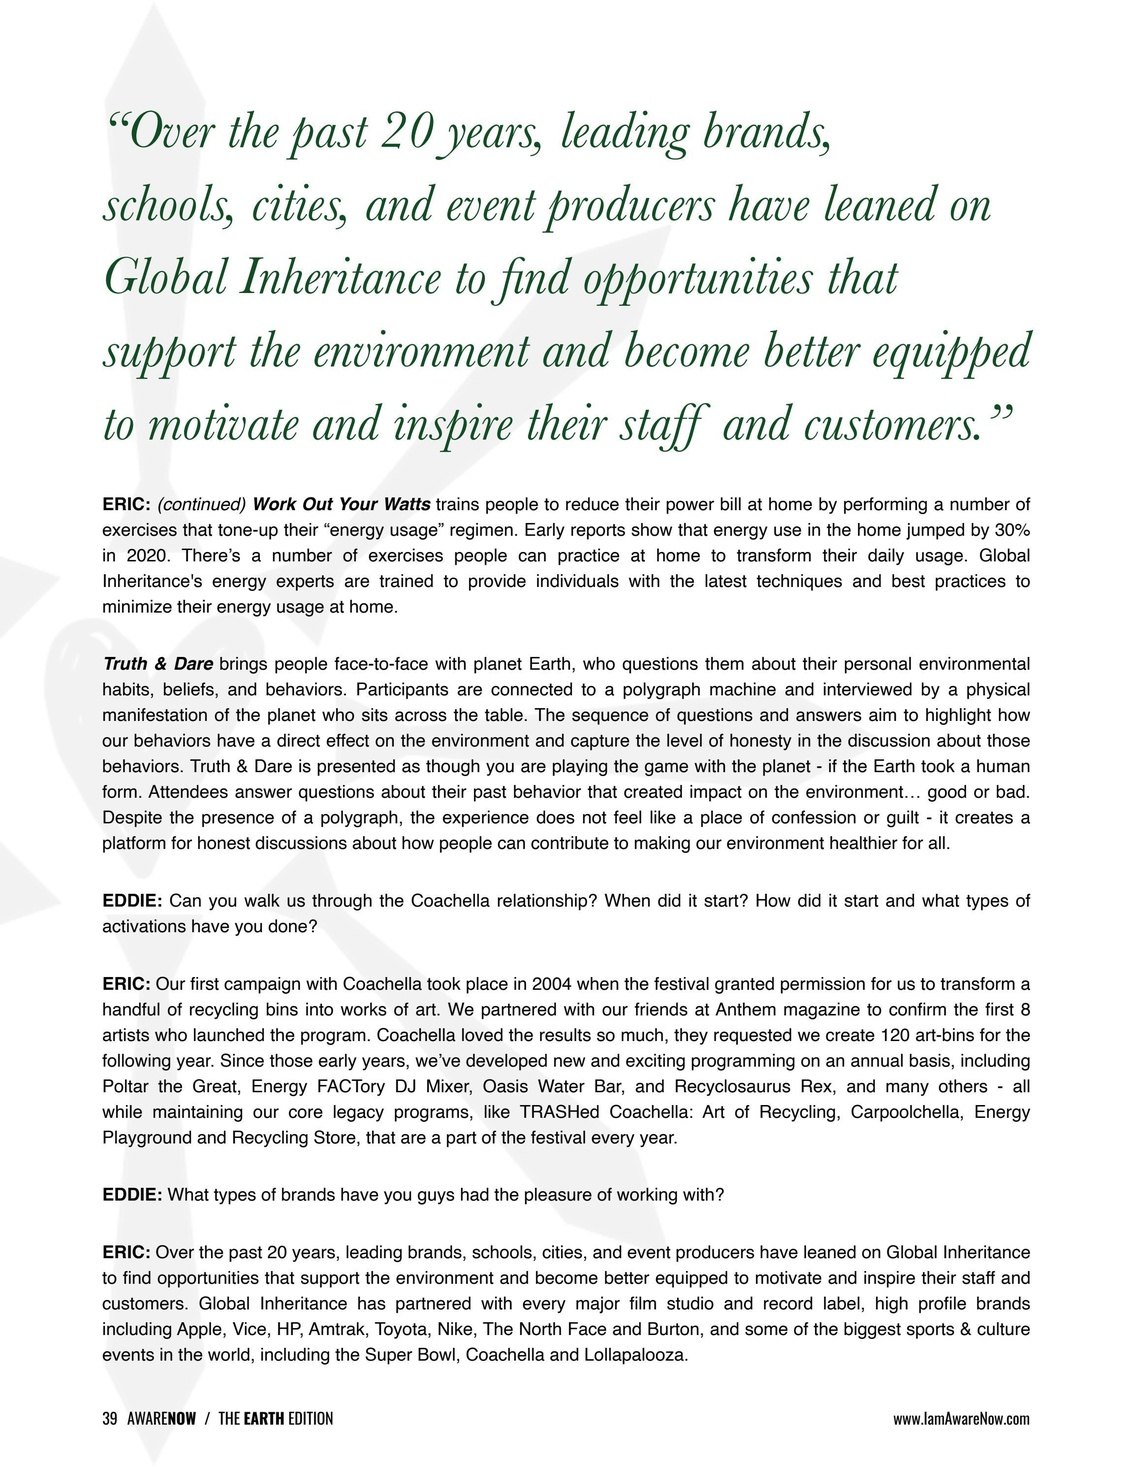 “Over the past 20 years, leading brands,
schools, cities, and event producers have leaned on
Global Inheritance to find opportunities that
support the environment and become better equipped
to motivate and inspire their staff and customers.”
ERIC: (continued) Work Out Your Watts trains people to reduce their power bill at home by performing a number of
exercises that tone-up their “energy usage” regimen. Early reports show that energy use in the home jumped by 30%
in 2020. There’s a number of exercises people can practice at home to transform their daily usage. Global
Inheritance's energy experts are trained to provide individuals with the latest techniques and best practices to
minimize their energy usage at home.
Truth & Dare brings people face-to-face with planet Earth, who questions them about their personal environmental
habits, beliefs, and behaviors. Participants are connected to a polygraph machine and interviewed by a physical
manifestation of the planet who sits across the table. The sequence of questions and answers aim to highlight how
our behaviors have a direct effect on the environment and capture the level of honesty in the discussion about those
behaviors. Truth & Dare is presented as though you are playing the game with the planet - if the Earth took a human
form. Attendees answer questions about their past behavior that created impact on the environment… good or bad.
Despite the presence of a polygraph, the experience does not feel like a place of confession or guilt - it creates a
platform for honest discussions about how people can contribute to making our environment healthier for all.
EDDIE: Can you walk us through the Coachella relationship? When did it start? How did it start and what types of
activations have you done?
ERIC: Our first campaign with Coachella took place in 2004 when the festival granted permission for us to transform a
handful of recycling bins into works of art. We partnered with our friends at Anthem magazine to confirm the first 8
artists who launched the program. Coachella loved the results so much, they requested we create 120 art-bins for the
following year. Since those early years, we’ve developed new and exciting programming on an annual basis, including
Poltar the Great, Energy FACTory DJ Mixer, Oasis Water Bar, and Recyclosaurus Rex, and many others - all
while maintaining our core legacy programs, like TRASHed Coachella: Art of Recycling, Carpoolchella, Energy
Playground and Recycling Store, that are a part of the festival every year.
EDDIE: What types of brands have you guys had the pleasure of working with?
ERIC: Over the past 20 years, leading brands, schools, cities, and event producers have leaned on Global Inheritance
to find opportunities that support the environment and become better equipped to motivate and inspire their staff and
customers. Global Inheritance has partnered with every major film studio and record label, high profile brands
including Apple, Vice, HP, Amtrak, Toyota, Nike, The North Face and Burton, and some of the biggest sports & culture
events in the world, including the Super Bowl, Coachella and Lollapalooza.
39 AWARENOW / THE EARTH EDITION
www.IamAwareNow.com